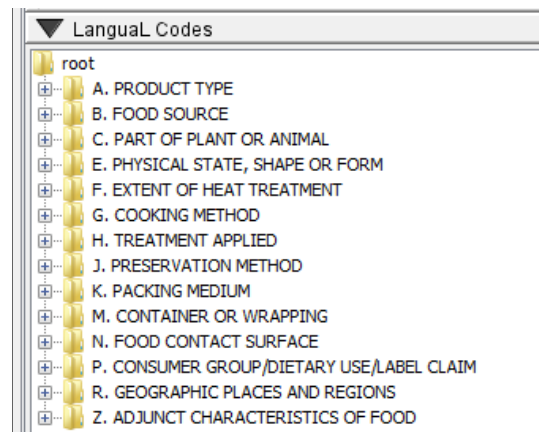 LanguaL Codes
root
A. PRODUCT TYPE
B. FOOD SOURCE
C. PART OF PLANT OR ANIMAL
E. PHYSICAL STATE, SHAPE OR FORM
F. EXTENT OF HEAT TREATMENT
G. COOKING METHOD
H. TREATMENT APPLIED
J. PRESERVATION METHOD
K. PACKING MEDIUM
M. CONTAINER OR WRAPPING
N. FOOD CONTACT SURFACE
P. CONSUMER GROUP/DIETARY USE/LABEL CLAIM
R. GEOGRAPHIC PLACES AND REGIONS
Z. ADJUNCT CHARACTERISTICS OF FOOD